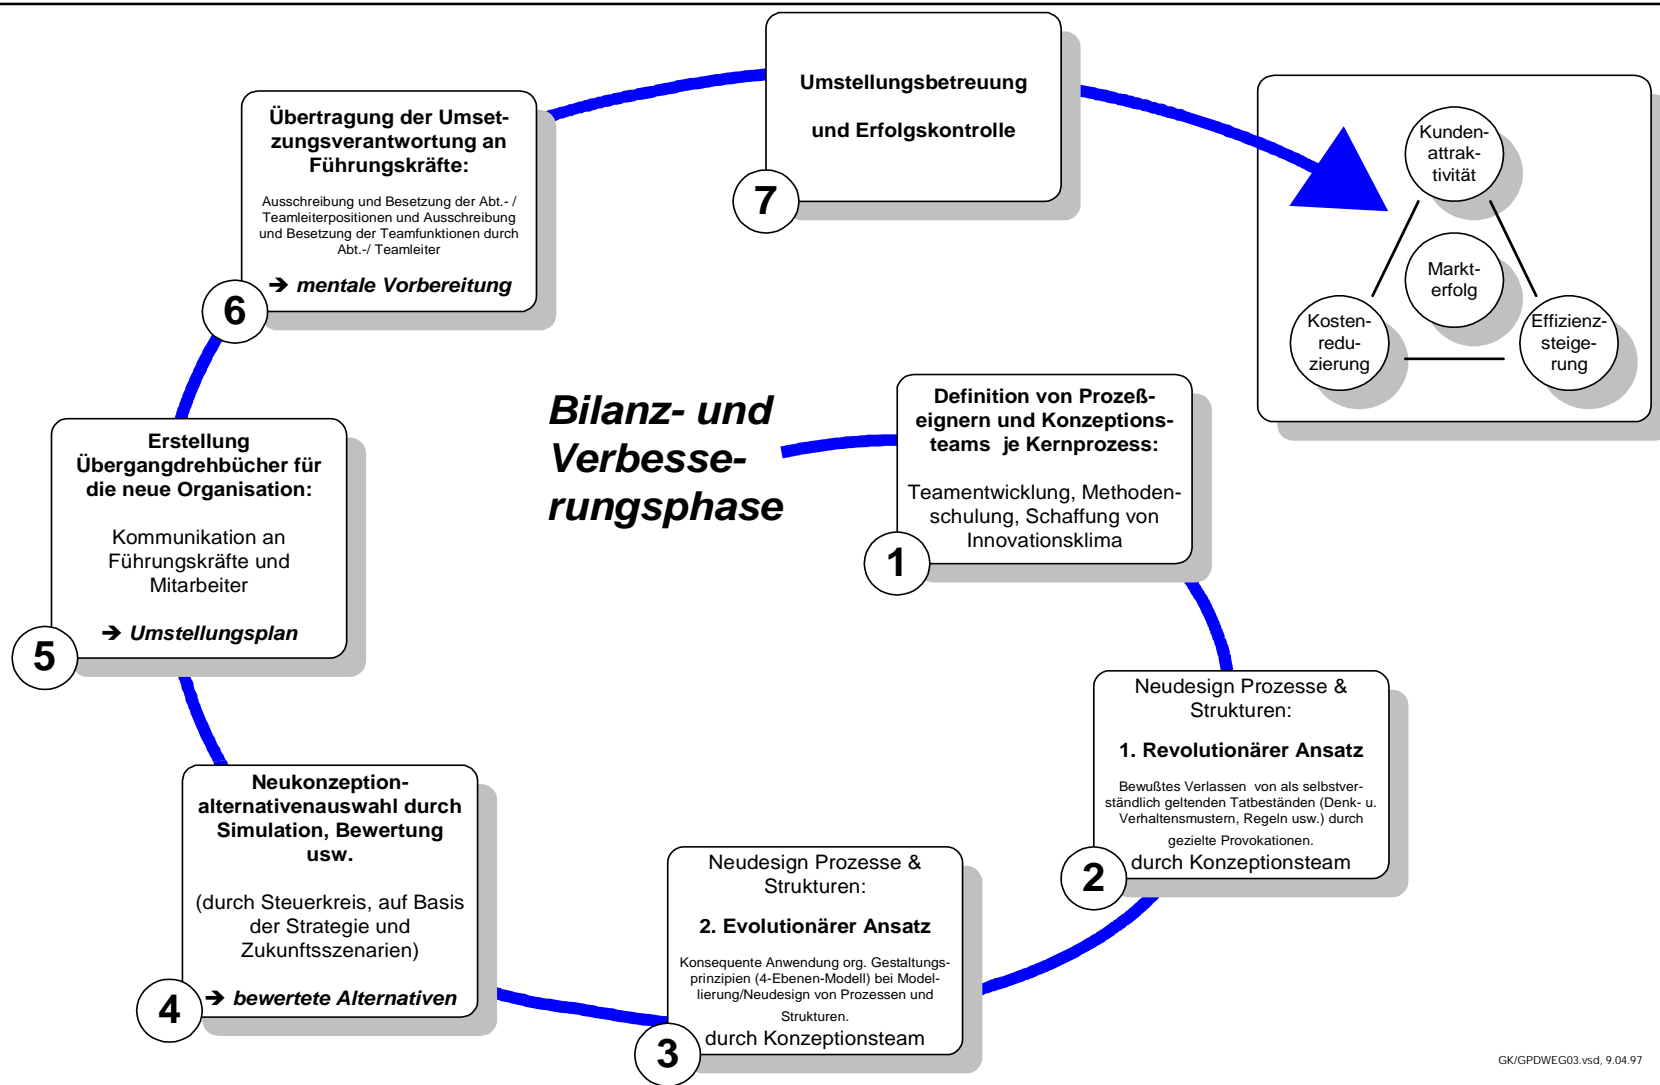 Bilanz- und
Verbesse-
rungsphase
Definition von Prozeß-
eignern und Konzeptions-
teams je Kernprozess:
Teamentwicklung, Methoden-
schulung, Schaffung von
Innovationsklima
1
Neudesign Prozesse &
Strukturen:
1. Revolutionärer Ansatz
Bewußtes Verlassen von als selbstver-
ständlich geltenden Tatbeständen (Denk- u.
Verhaltensmustern, Regeln usw.) durch
gezielte Provokationen.
durch Konzeptionsteam
2
Neudesign Prozesse &
Strukturen:
2. Evolutionärer Ansatz
Konsequente Anwendung org. Gestaltungs-
prinzipien (4-Ebenen-Modell) bei Model-
lierung/Neudesign von Prozessen und
Strukturen.
durch Konzeptionsteam
3
Neukonzeption-
alternativenauswahl durch
Simulation, Bewertung
usw.
(durch Steuerkreis, auf Basis
der Strategie und
Zukunftsszenarien)
➔ bewertete Alternativen
4
Erstellung
Übergangdrehbücher für
die neue Organisation:
Kommunikation an
Führungskräfte und
Mitarbeiter
➔ Umstellungsplan
5
Übertragung der Umset-
zungsverantwortung an
Führungskräfte:
Ausschreibung und Besetzung der Abt.- /
Teamleiterpositionen und Ausschreibung
und Besetzung der Teamfunktionen durch
Abt.-/ Teamleiter
➔ mentale Vorbereitung
6
Umstellungsbetreuung
und Erfolgskontrolle
7
Kunden-
attrak-
tivität
Markt-
erfolg
Kosten-
redu-
zierung
Effizienz-
steige-
rung
GK/GPDWEG03.vsd, 9.04.97